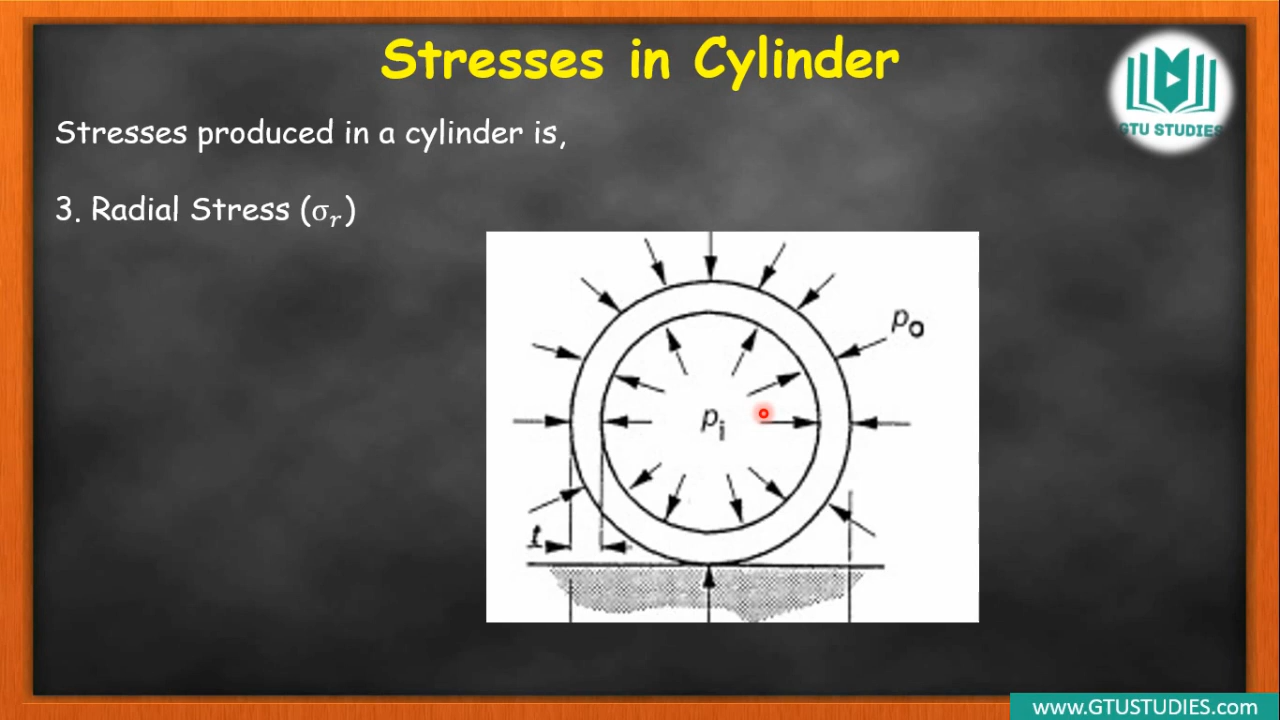 Stresses in Cylinder
GTU STUDIES
Stresses produced in a cylinder is,
3. Radial Stress (σᵣ)
pₒ
pᵢ
t
www.GTUSTUDIES.com